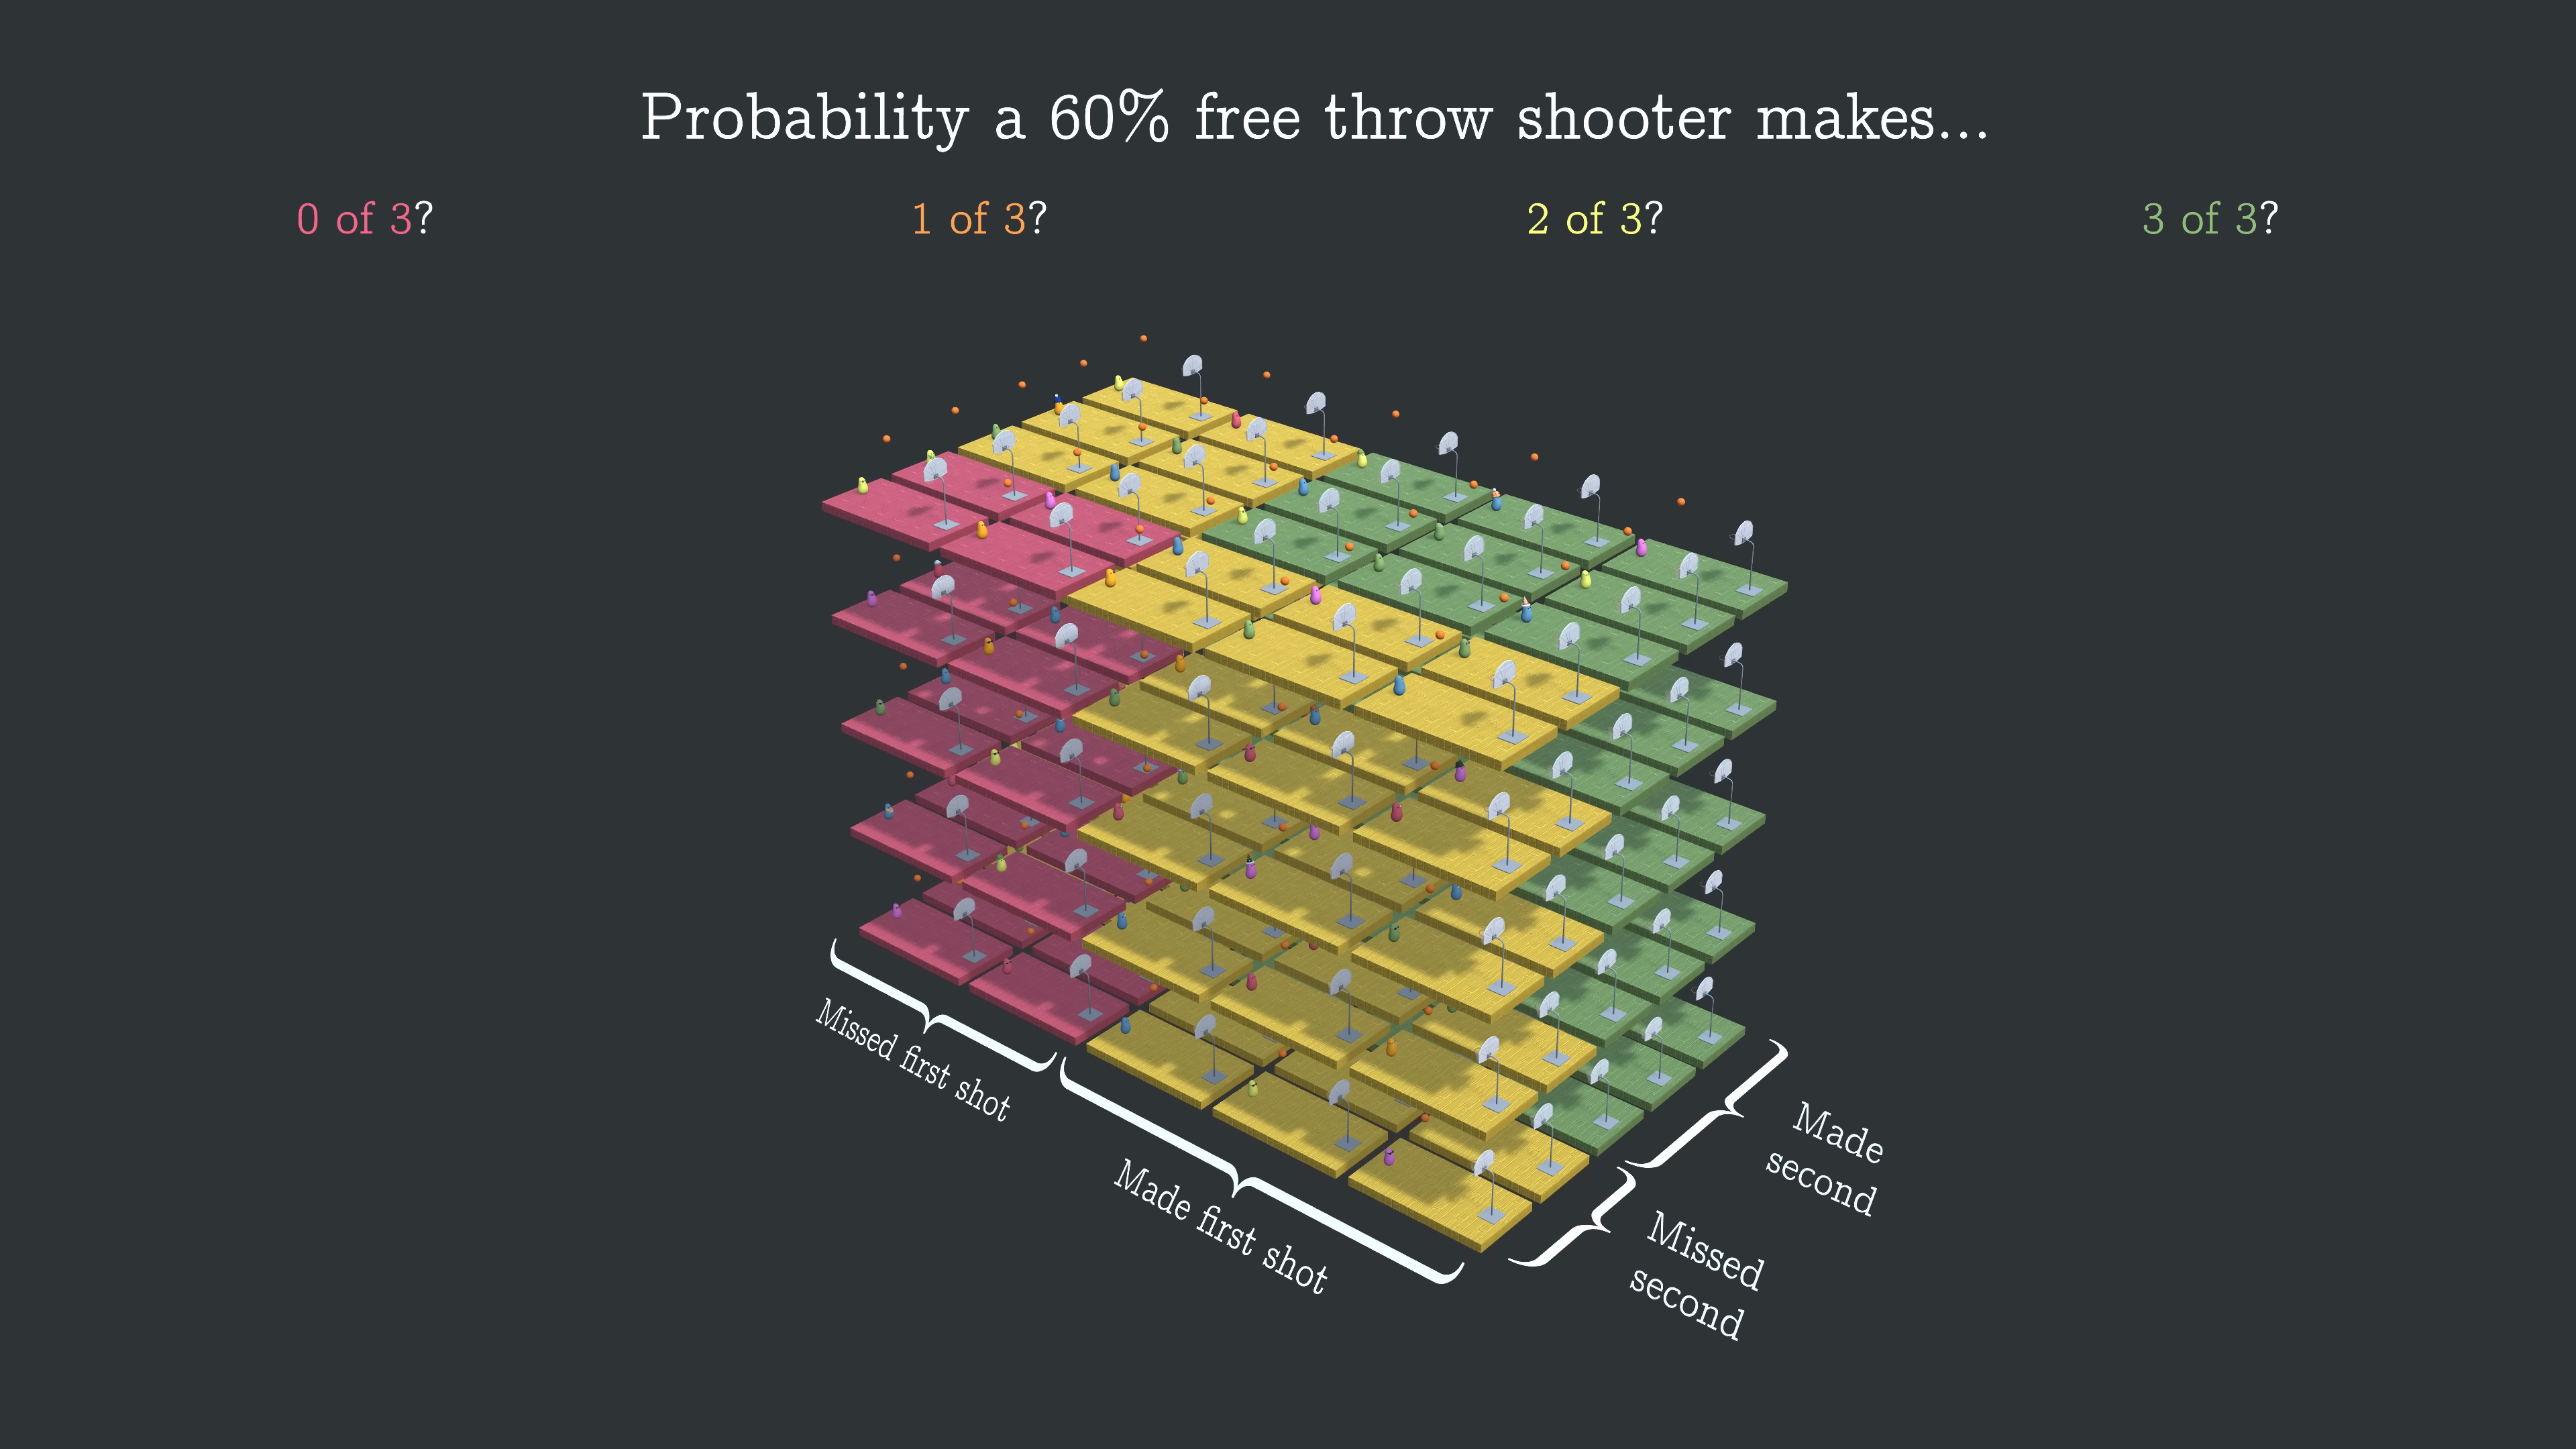 Probability a 60% free throw shooter makes...
0 of 3?
1 of 3?
2 of 3?
3 of 3?
Missed first shot
Made first shot
Made
second
Missed
second